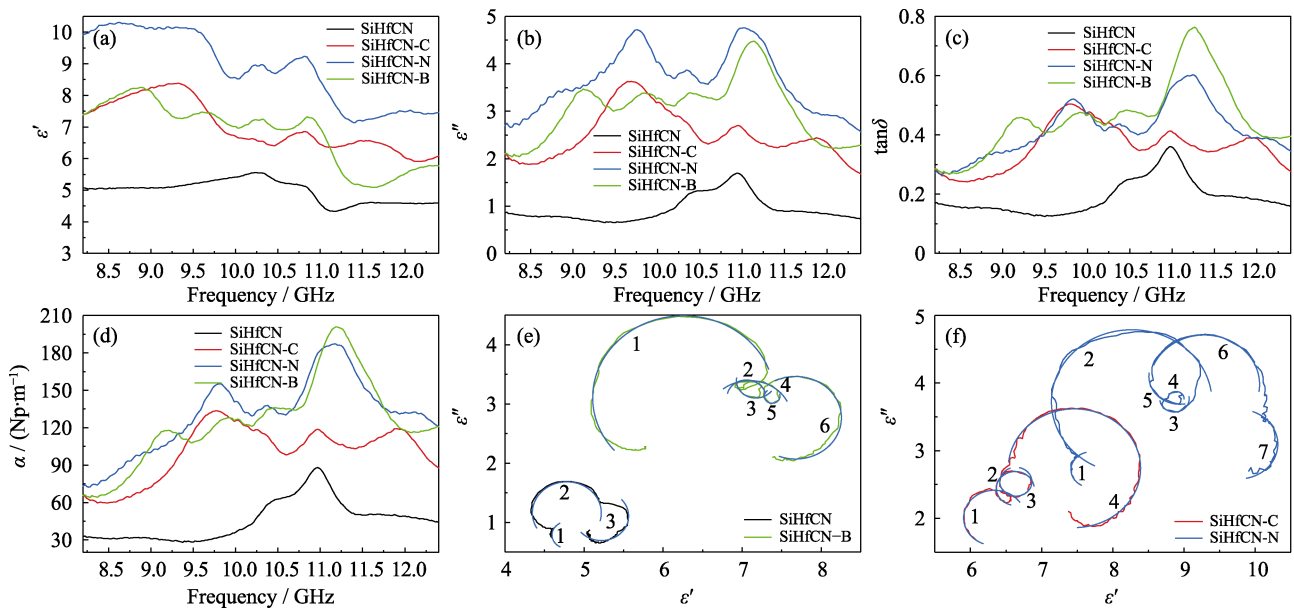 (a)
SiHfCN
SiHfCN-C
SiHfCN-N
SiHfCN-B
ε′
10
9
8
7
6
5
4
3
8.5 9.0 9.5 10.0 10.5 11.0 11.5 12.0
Frequency / GHz
(b)
SiHfCN
SiHfCN-C
SiHfCN-N
SiHfCN-B
ε″
5
4
3
2
1
0
8.5 9.0 9.5 10.0 10.5 11.0 11.5 12.0
Frequency / GHz
(c)
SiHfCN
SiHfCN-C
SiHfCN-N
SiHfCN-B
tanδ
0.8
0.6
0.4
0.2
0
8.5 9.0 9.5 10.0 10.5 11.0 11.5 12.0
Frequency / GHz
(d)
SiHfCN
SiHfCN-C
SiHfCN-N
SiHfCN-B
α / (Np·m⁻¹)
210
180
150
120
90
60
30
8.5 9.0 9.5 10.0 10.5 11.0 11.5 12.0
Frequency / GHz
(e)
1
2
3
4
5
6
2
3
1
SiHfCN
SiHfCN−B
ε″
4
3
2
1
4 5 6 7 8
ε′
(f)
2
6
4
5
3
7
1
2
3
1
4
SiHfCN-C
SiHfCN-N
ε″
5
4
3
2
6 7 8 9 10
ε′